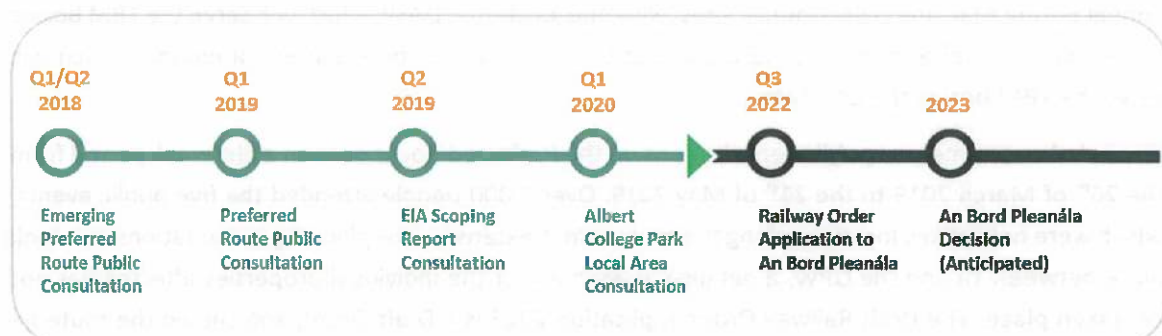 Q1/Q2
2018
Emerging
Preferred
Route Public
Consultation
Q1
2019
Preferred
Route Public
Consultation
Q2
2019
EIA Scoping
Report
Consultation
Q1
2020
Albert
College Park
Local Area
Consultation
Q3
2022
Railway Order
Application to
An Bord Pleanála
2023
An Bord Pleanála
Decision
(Anticipated)